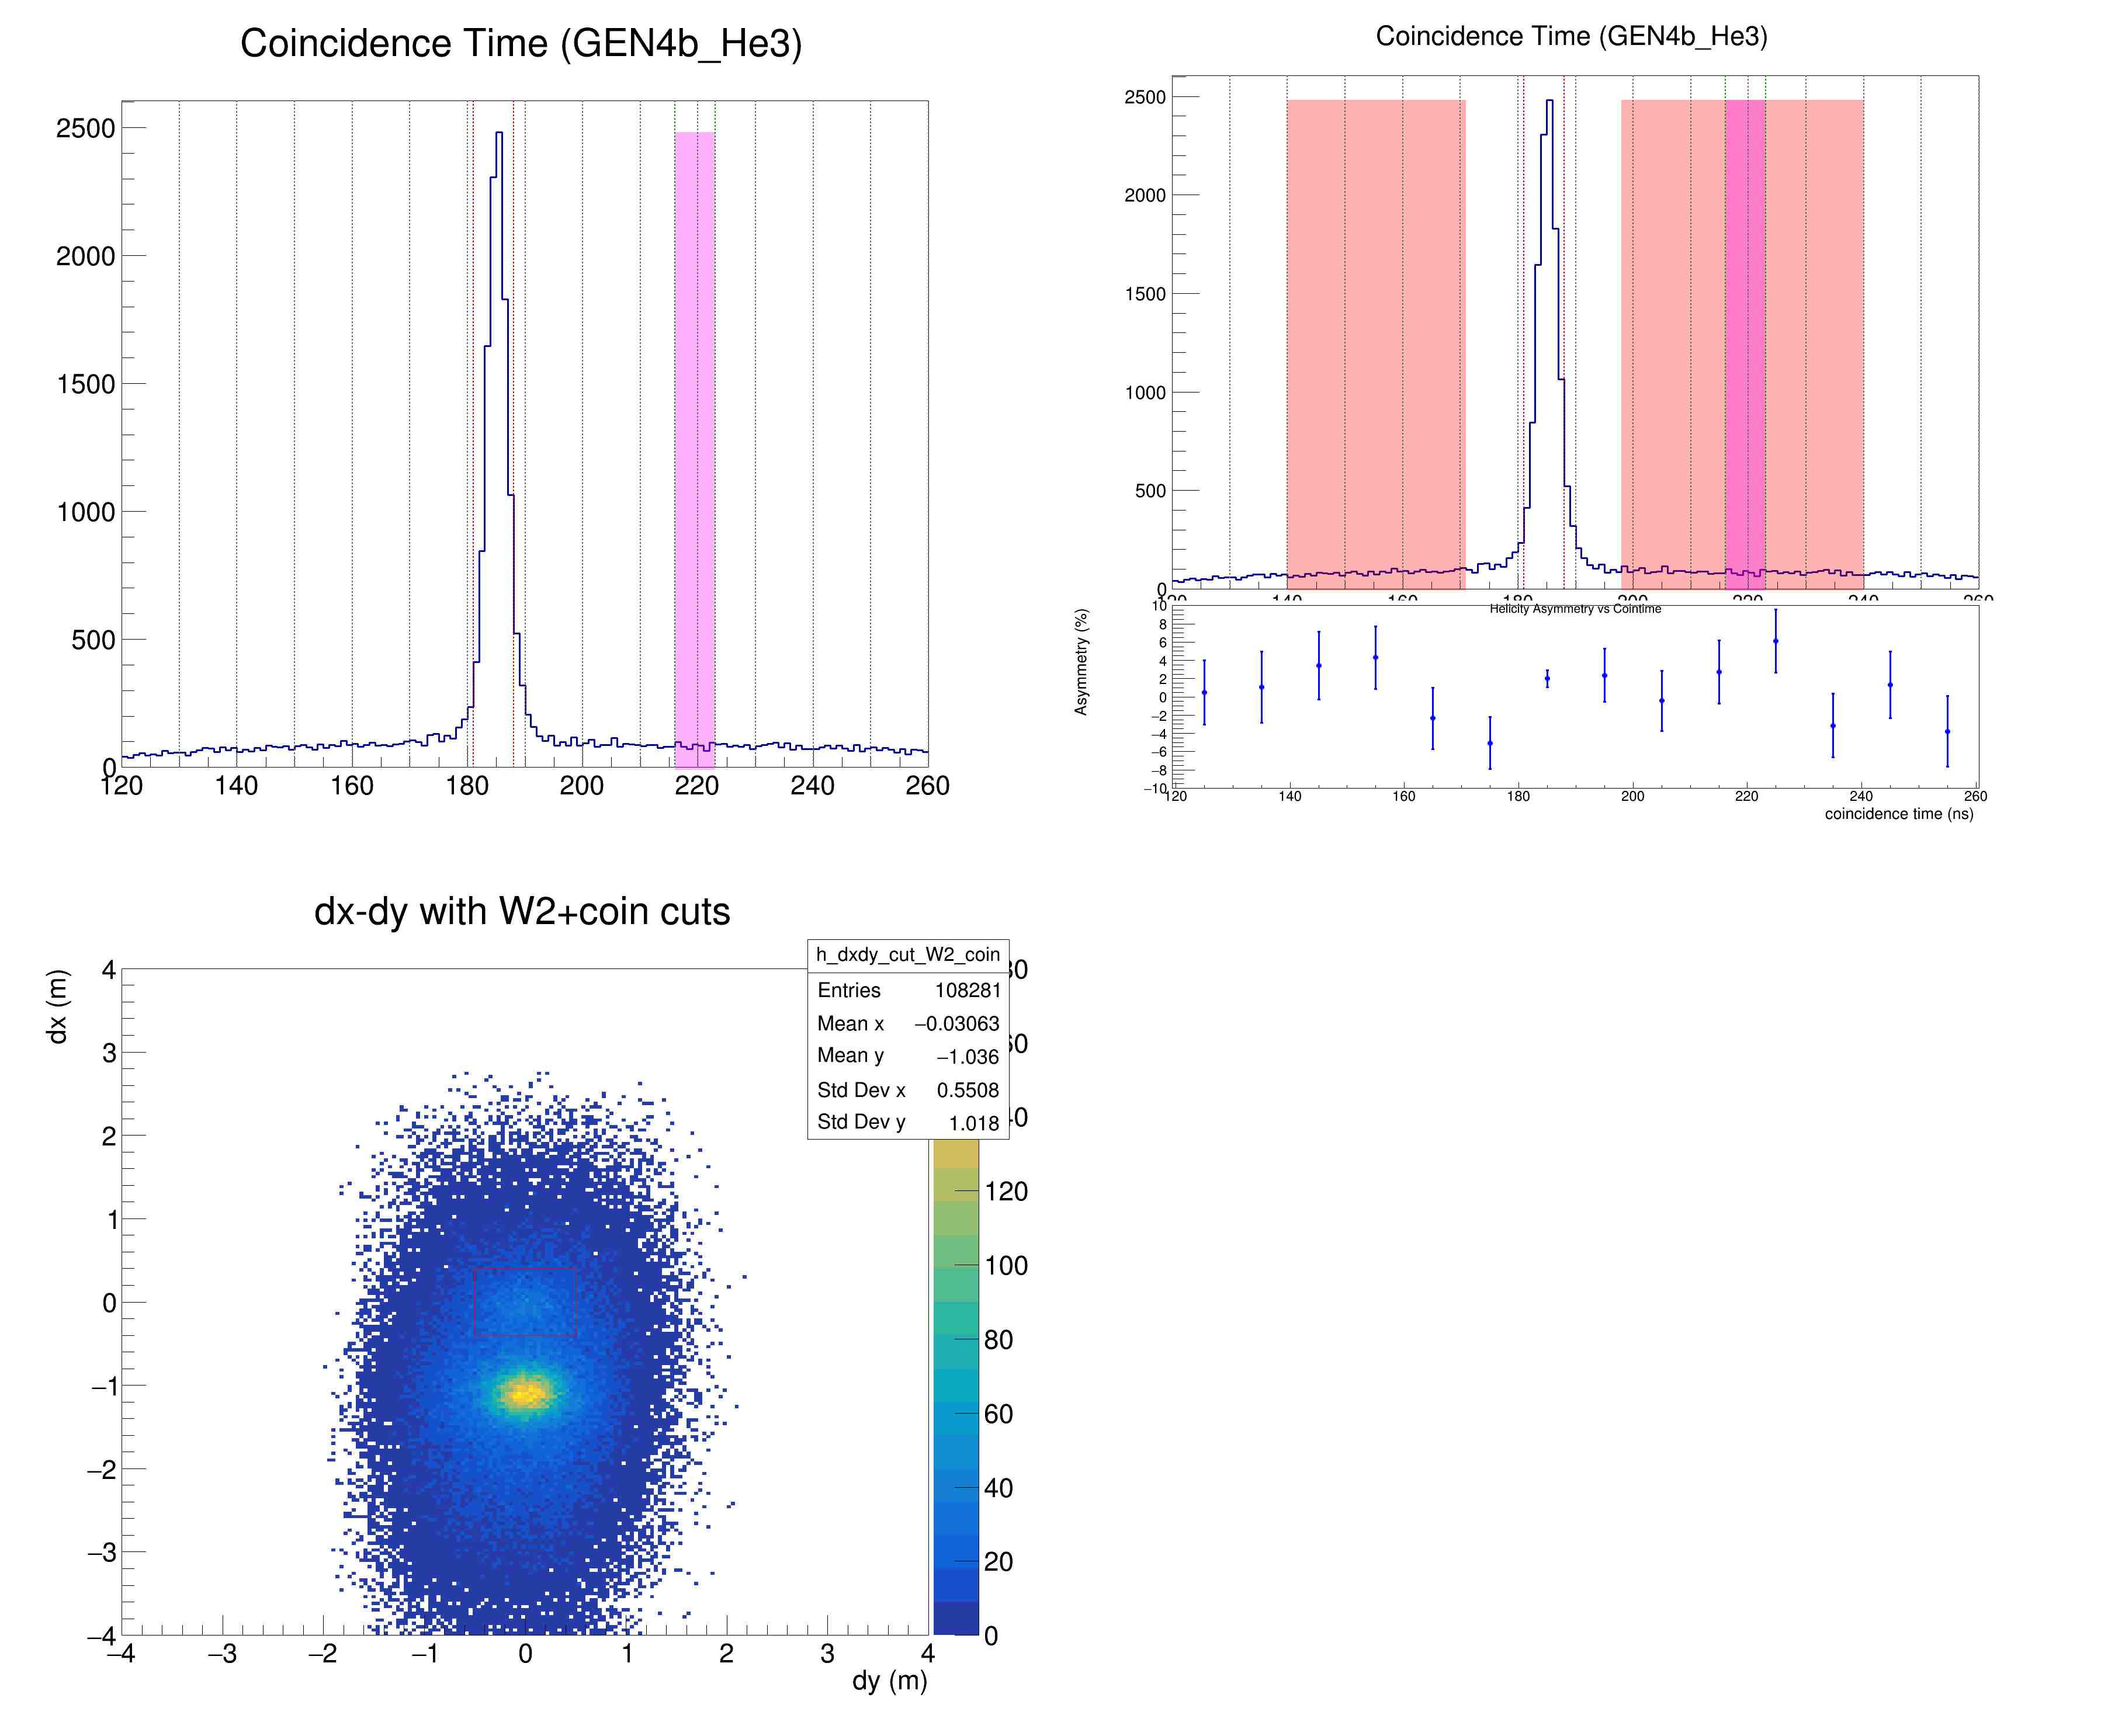 Coincidence Time (GEN4b_He3)
2500
2000
1500
1000
500
0
120 140 160 180 200 220 240 260
Coincidence Time (GEN4b_He3)
2500
2000
1500
1000
500
0
Helicity Asymmetry vs Cointime
Asymmetry (%)
10
8
6
4
2
0
−2
−4
−6
−8
−10
120 140 160 180 200 220 240 260
coincidence time (ns)
dx-dy with W2+coin cuts
h_dxdy_cut_W2_coin
Entries 108281
Mean x −0.03063
Mean y −1.036
Std Dev x 0.5508
Std Dev y 1.018
dx (m)
4
3
2
1
0
−1
−2
−3
−4
−4 −3 −2 −1 0 1 2 3 4
dy (m)
120
100
80
60
40
20
0